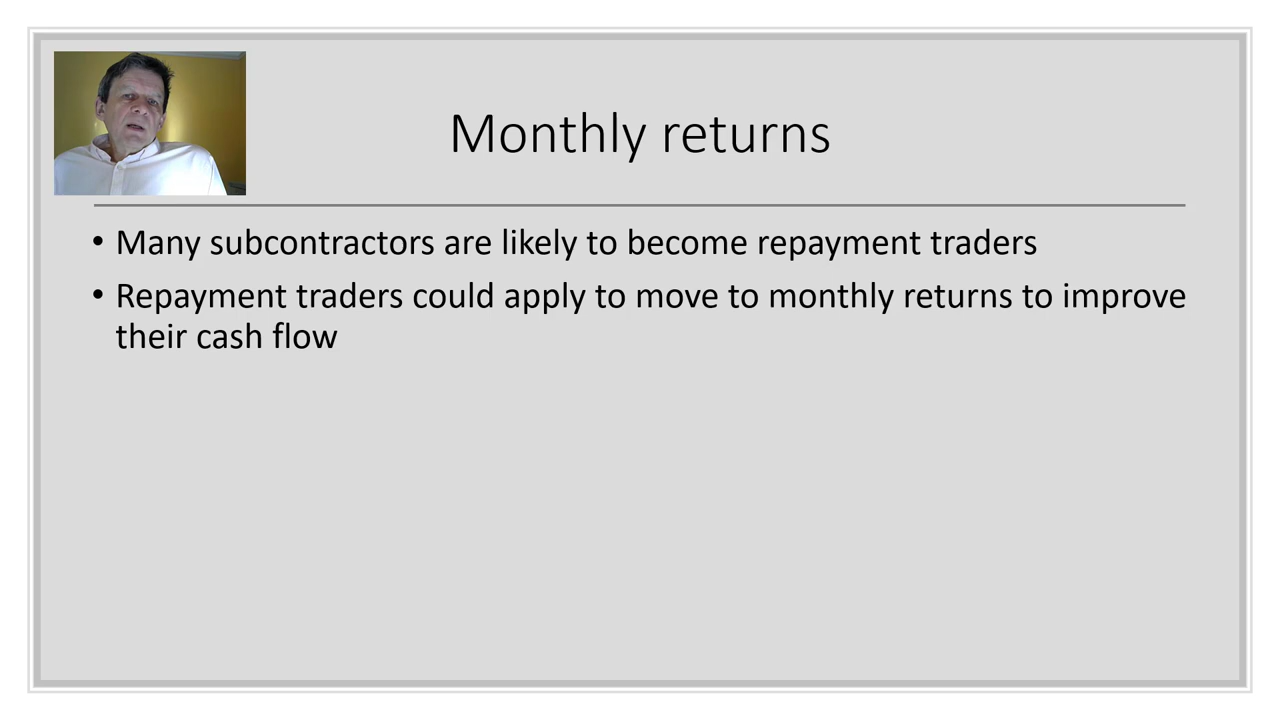 Monthly returns
• Many subcontractors are likely to become repayment traders
• Repayment traders could apply to move to monthly returns to improve
their cash flow